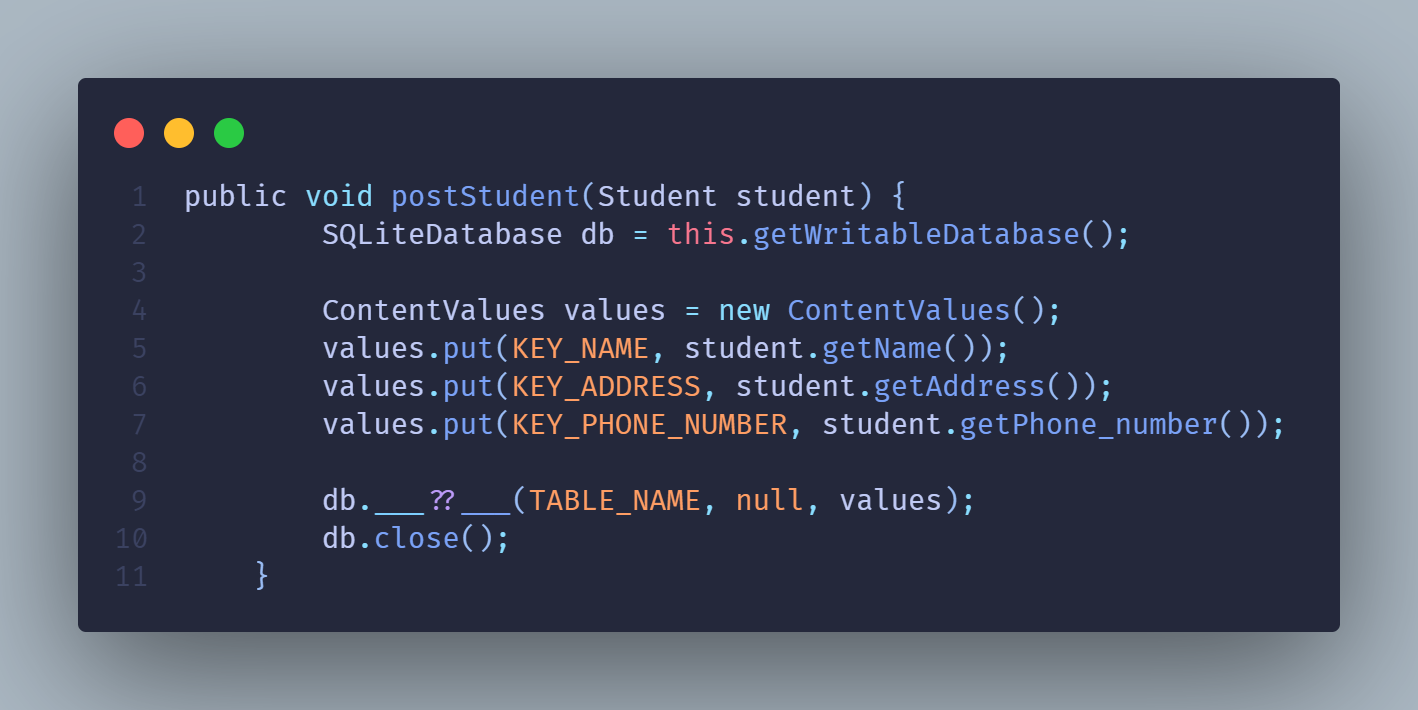 1 public void postStudent(Student student) {
2 SQLiteDatabase db = this.getWritableDatabase();
3
4 ContentValues values = new ContentValues();
5 values.put(KEY_NAME, student.getName());
6 values.put(KEY_ADDRESS, student.getAddress());
7 values.put(KEY_PHONE_NUMBER, student.getPhone_number());
8
9 db.___??___(TABLE_NAME, null, values);
10 db.close();
11 }